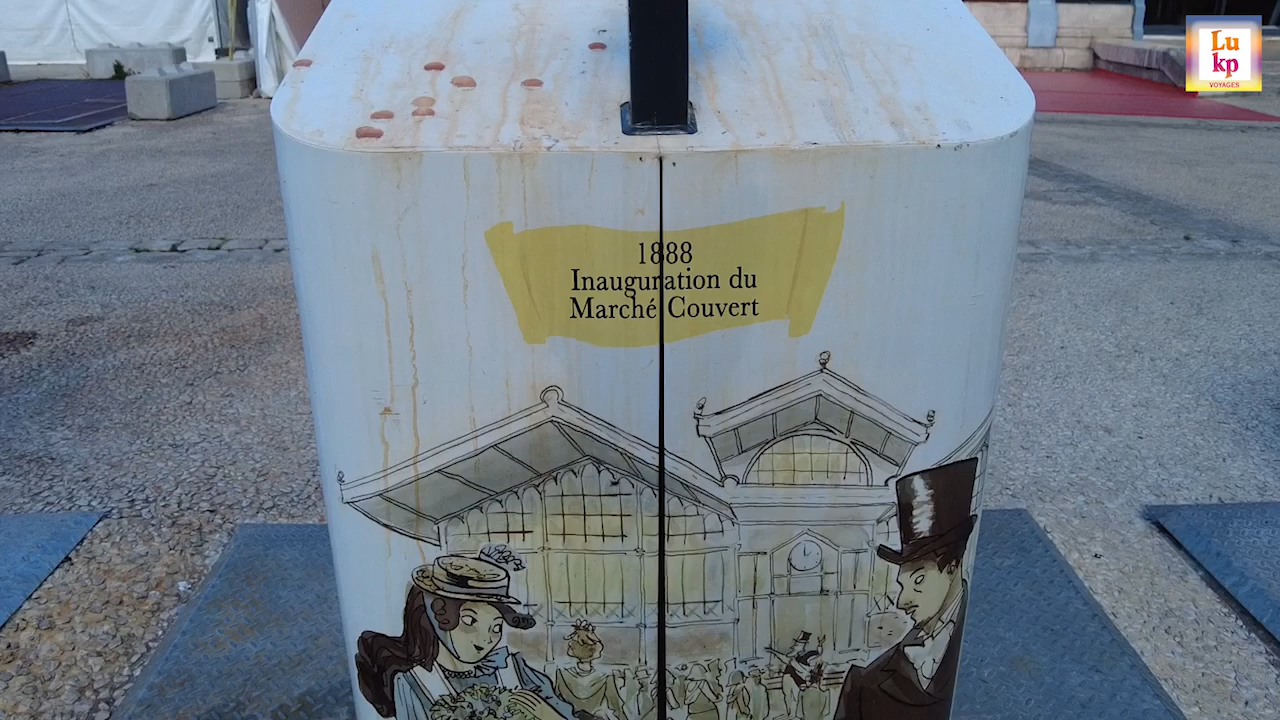 Lu
kp
VOYAGES
1888
Inauguration du
Marché Couvert